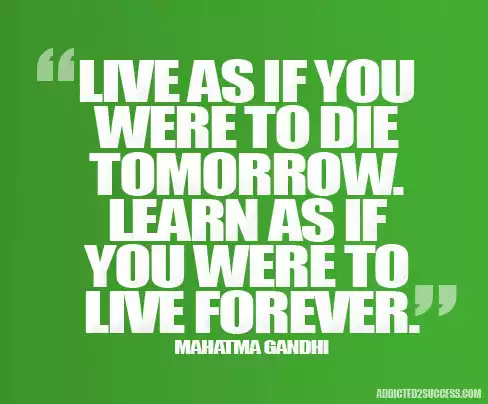 “LIVE AS IF YOU
WERE TO DIE
TOMORROW.
LEARN AS IF
YOU WERE TO
LIVE FOREVER.”
MAHATMA GANDHI
ADDICTED2SUCCESS.COM